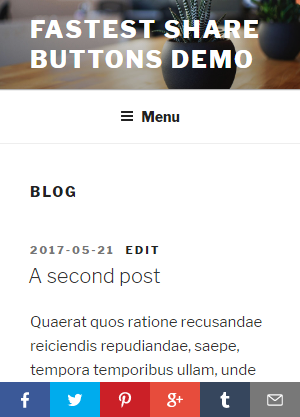 FASTEST SHARE
BUTTONS DEMO
Menu
BLOG
2017-05-21 EDIT
A second post
Quaerat quos ratione recusandae
reiciendis repudiandae, saepe,
tempora temporibus ullam, unde
f G+ t